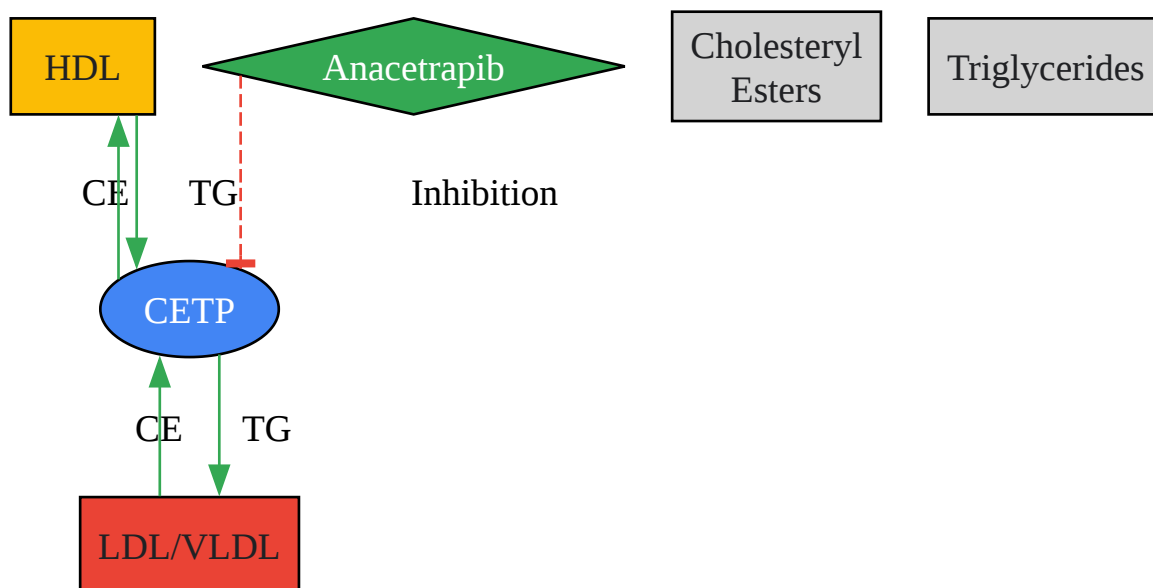 HDL
Anacetrapib
Cholesteryl
Esters
Triglycerides
CE
TG
Inhibition
CETP
CE
TG
LDL/VLDL